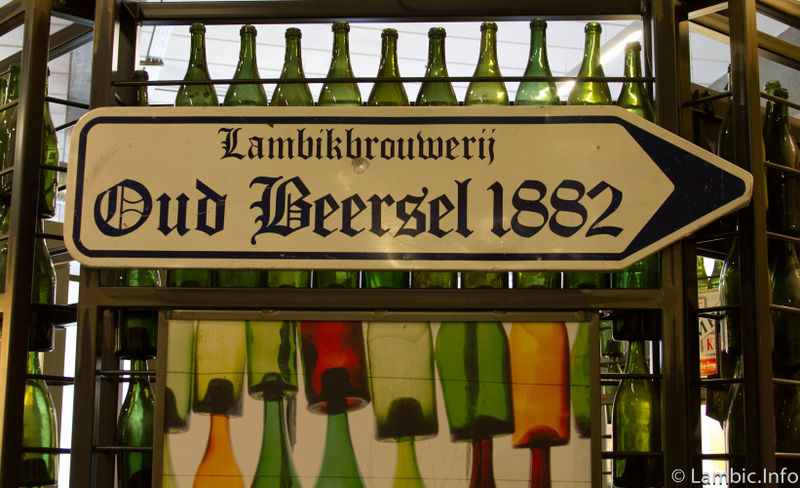 Lambikbrouwerij
Oud Beersel 1882
© Lambic.Info